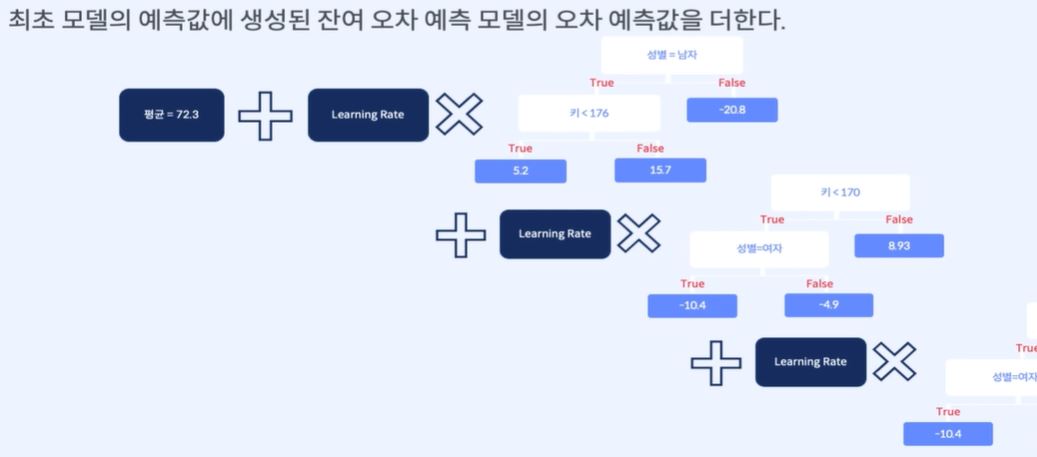 최초 모델의 예측값에 생성된 잔여 오차 예측 모델의 오차 예측값을 더한다.
성별 = 남자
True False
평균 = 72.3 Learning Rate 키 < 176 -20.8
True False
5.2 15.7
키 < 170
True False
Learning Rate 성별=여자 8.93
True False
-10.4 -4.9
Learning Rate True
성별=여자
True
-10.4